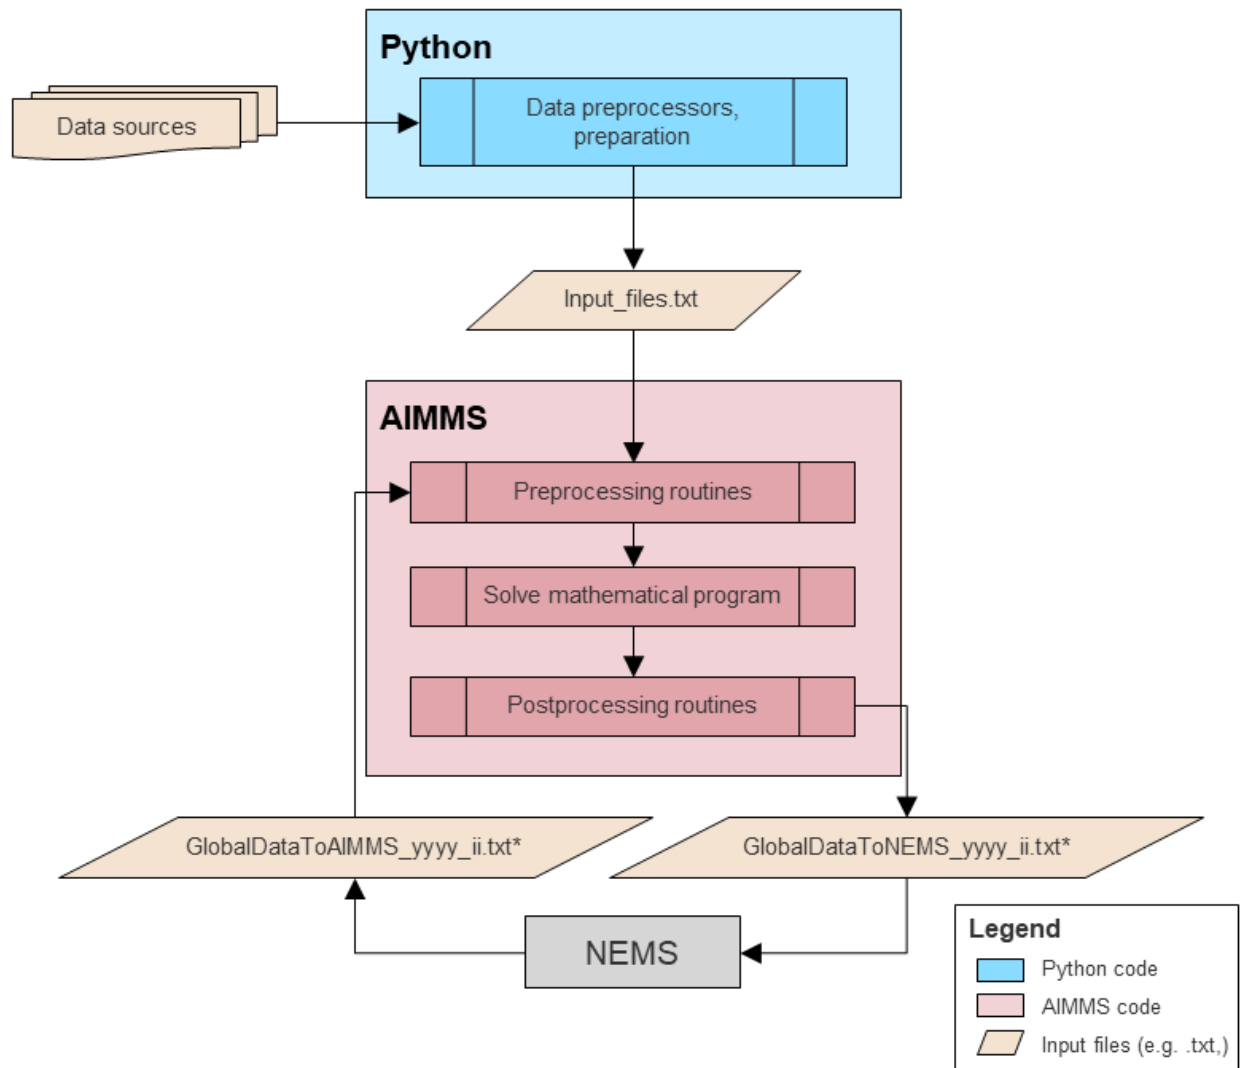 Python
Data sources
Data preprocessors,
preparation
Input_files.txt
AIMMS
Preprocessing routines
Solve mathematical program
Postprocessing routines
GlobalDataToAIMMS_yyyy_ii.txt*
GlobalDataToNEMS_yyyy_ii.txt*
NEMS
Legend
Python code
AIMMS code
Input files (e.g. .txt,)